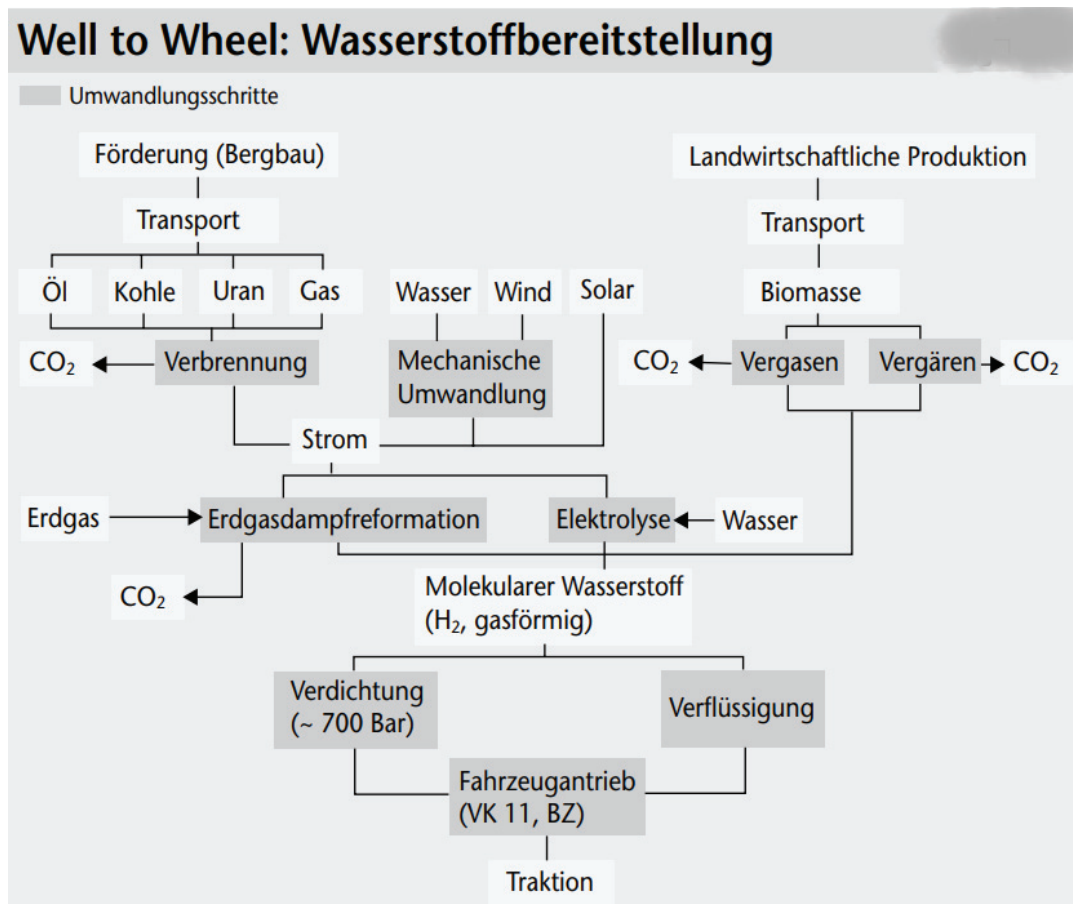 Well to Wheel: Wasserstoffbereitstellung
Umwandlungsschritte
Förderung (Bergbau)
Landwirtschaftliche Produktion
Transport
Transport
Öl
Kohle
Uran
Gas
Wasser
Wind
Solar
Biomasse
CO₂
Verbrennung
Mechanische
Umwandlung
CO₂
Vergasen
Vergären
CO₂
Strom
Erdgas
Erdgasdampfreformation
Elektrolyse
Wasser
CO₂
Molekularer Wasserstoff
(H₂, gasförmig)
Verdichtung
(~ 700 Bar)
Verflüssigung
Fahrzeugantrieb
(VK 11, BZ)
Traktion